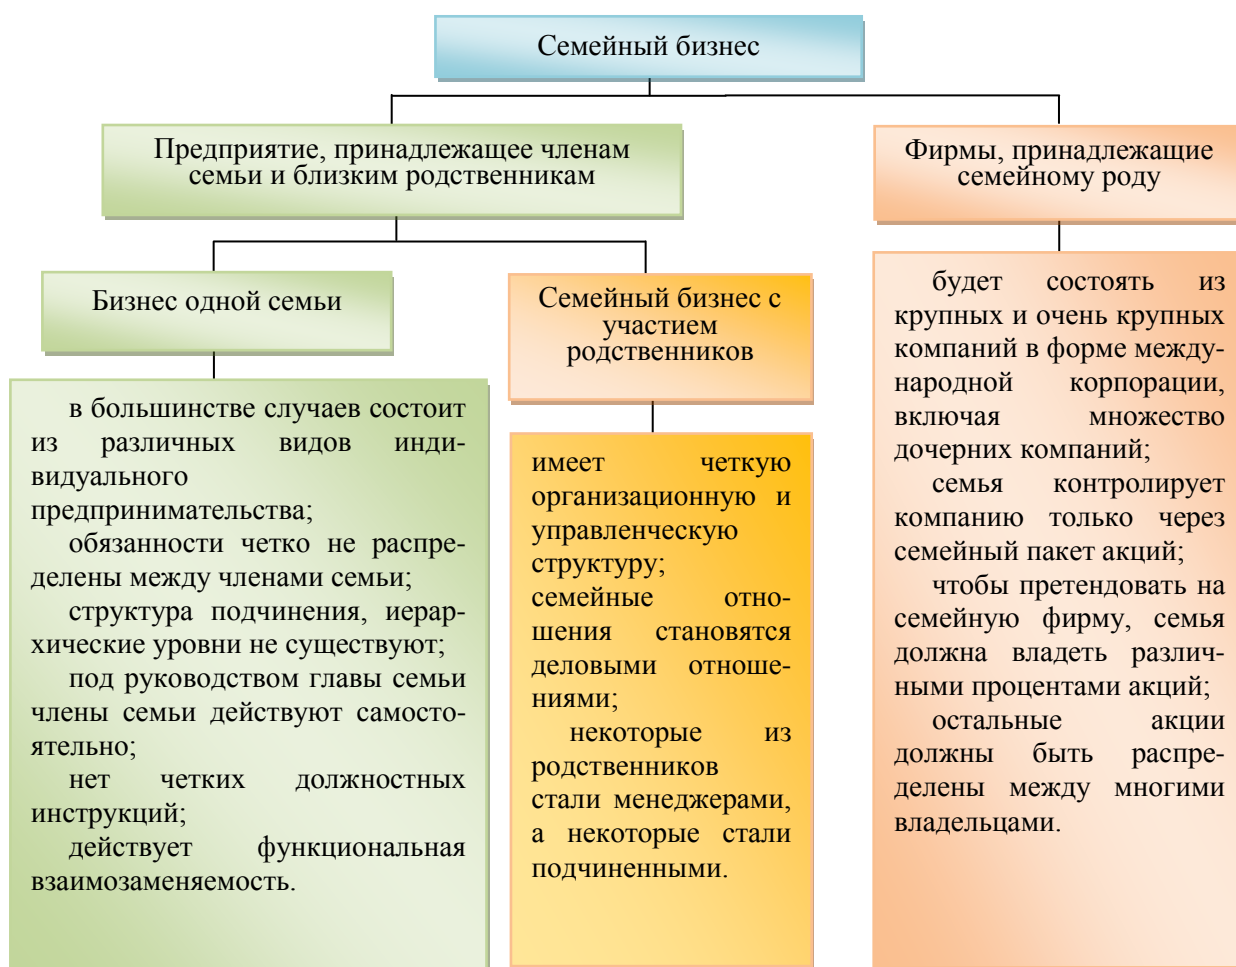 Семейный бизнес
Предприятие, принадлежащее членам
семьи и близким родственникам
Фирмы, принадлежащие
семейному роду
Бизнес одной семьи
Семейный бизнес с
участием
родственников
в большинстве случаев состоит
из различных видов инди-
видуального
предпринимательства;
обязанности четко не распре-
делены между членами семьи;
структура подчинения, иерар-
хические уровни не существуют;
под руководством главы семьи
члены семьи действуют самосто-
ятельно;
нет четких должностных
инструкций;
действует функциональная
взаимозаменяемость.
имеет четкую
организационную и
управленческую
структуру;
семейные отно-
шения становятся
деловыми отноше-
ниями;
некоторые из
родственников
стали менеджерами,
а некоторые стали
подчиненными.
будет состоять из
крупных и очень крупных
компаний в форме между-
народной корпорации,
включая множество
дочерних компаний;
семья контролирует
компанию только через
семейный пакет акций;
чтобы претендовать на
семейную фирму, семья
должна владеть различ-
ными процентами акций;
остальные акции
должны быть распре-
делены между многими
владельцами.